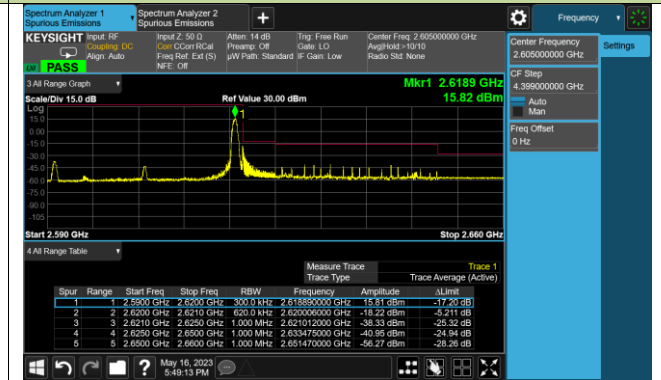 Spectrum Analyzer 1
Spurious Emissions
Spectrum Analyzer 2
Spurious Emissions
Frequency
KEYSIGHT Input: RF
Coupling: DC
Align: Auto
Input Z: 50 Ω
Corr CCorr RCal
Freq Ref: Ext (S)
NFE: Off
Atten: 14 dB
Preamp: Off
µW Path: Standard
Trig: Free Run
Gate: LO
IF Gain: Low
Center Freq: 2.605000000 GHz
Avg|Hold:>10/10
Radio Std: None
LVI PASS
Center Frequency
2.605000000 GHz
Settings
CF Step
4.399000000 GHz
Auto
Man
Freq Offset
0 Hz
3 All Range Graph
Mkr1 2.6189 GHz
15.82 dBm
Scale/Div 15.0 dB
Ref Value 30.00 dBm
Log
15.0
0.00
-15.0
-30.0
-45.0
-60.0
-75.0
-90.0
-105
1
Start 2.590 GHz
Stop 2.660 GHz
4 All Range Table
Measure Trace Trace 1
Trace Type Trace Average (Active)
Spur Range Start Freq Stop Freq RBW Frequency Amplitude ΔLimit
1 1 2.5900 GHz 2.6200 GHz 300.0 kHz 2.618890000 GHz 15.81 dBm -17.20 dB
2 2 2.6200 GHz 2.6210 GHz 620.0 kHz 2.620006000 GHz -18.22 dBm -5.211 dB
3 3 2.6210 GHz 2.6250 GHz 1.000 MHz 2.621012000 GHz -38.33 dBm -25.32 dB
4 4 2.6250 GHz 2.6500 GHz 1.000 MHz 2.633475000 GHz -40.95 dBm -24.94 dB
5 5 2.6500 GHz 2.6600 GHz 1.000 MHz 2.651470000 GHz -56.27 dBm -28.26 dB
May 16, 2023
5:49:13 PM